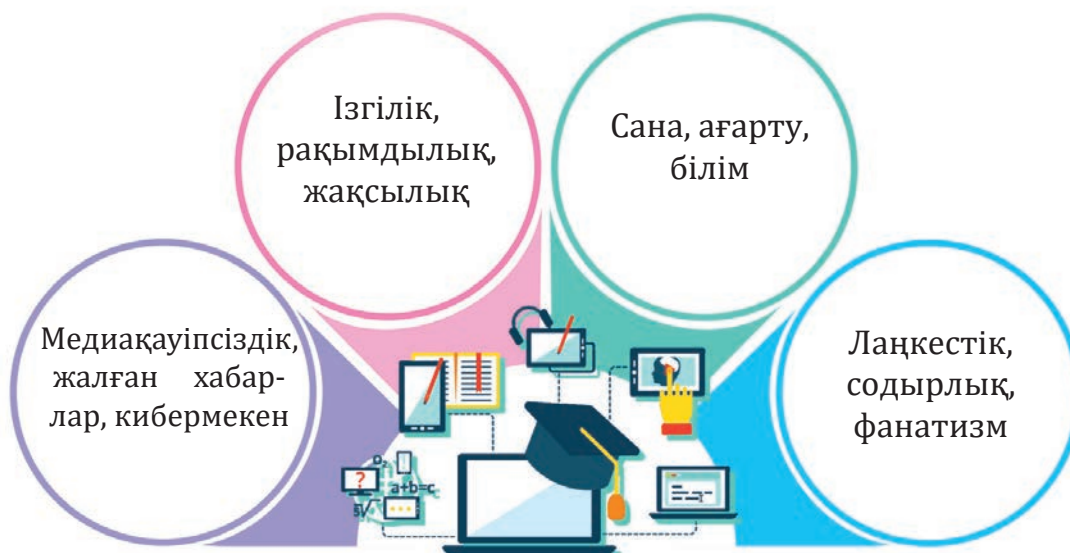 Ізгілік,
рақымдылық,
жақсылық
Сана, ағарту,
білім
Медиақауіпсіздік,
жалған хабар-
лар, кибермекен
Лаңкестік,
содырлық,
фанатизм
?
a+b=c